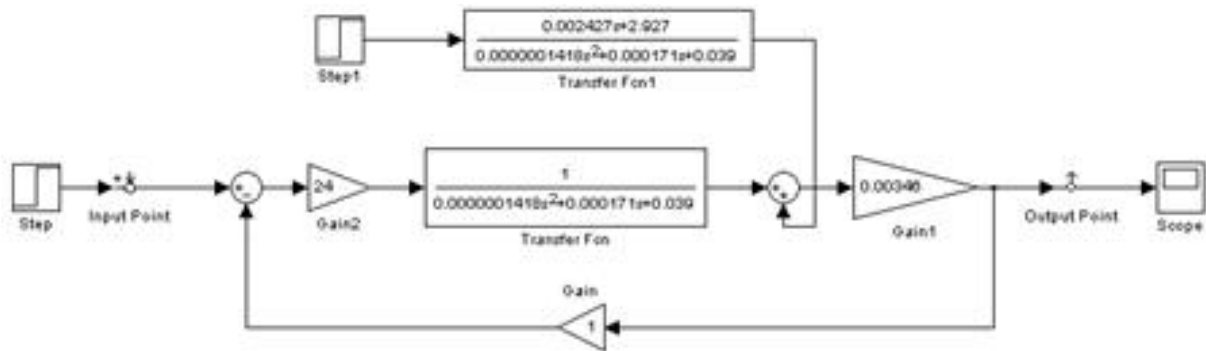 0.002427s+2.927
0.0000001418s²+0.000171s+0.039
Step1
Transfer Fcn1
24
1
0.0000001418s²+0.000171s+0.039
0.00346
Step
Input Point
Gain2
Transfer Fcn
Gain1
Output Point
Scope
Gain
1